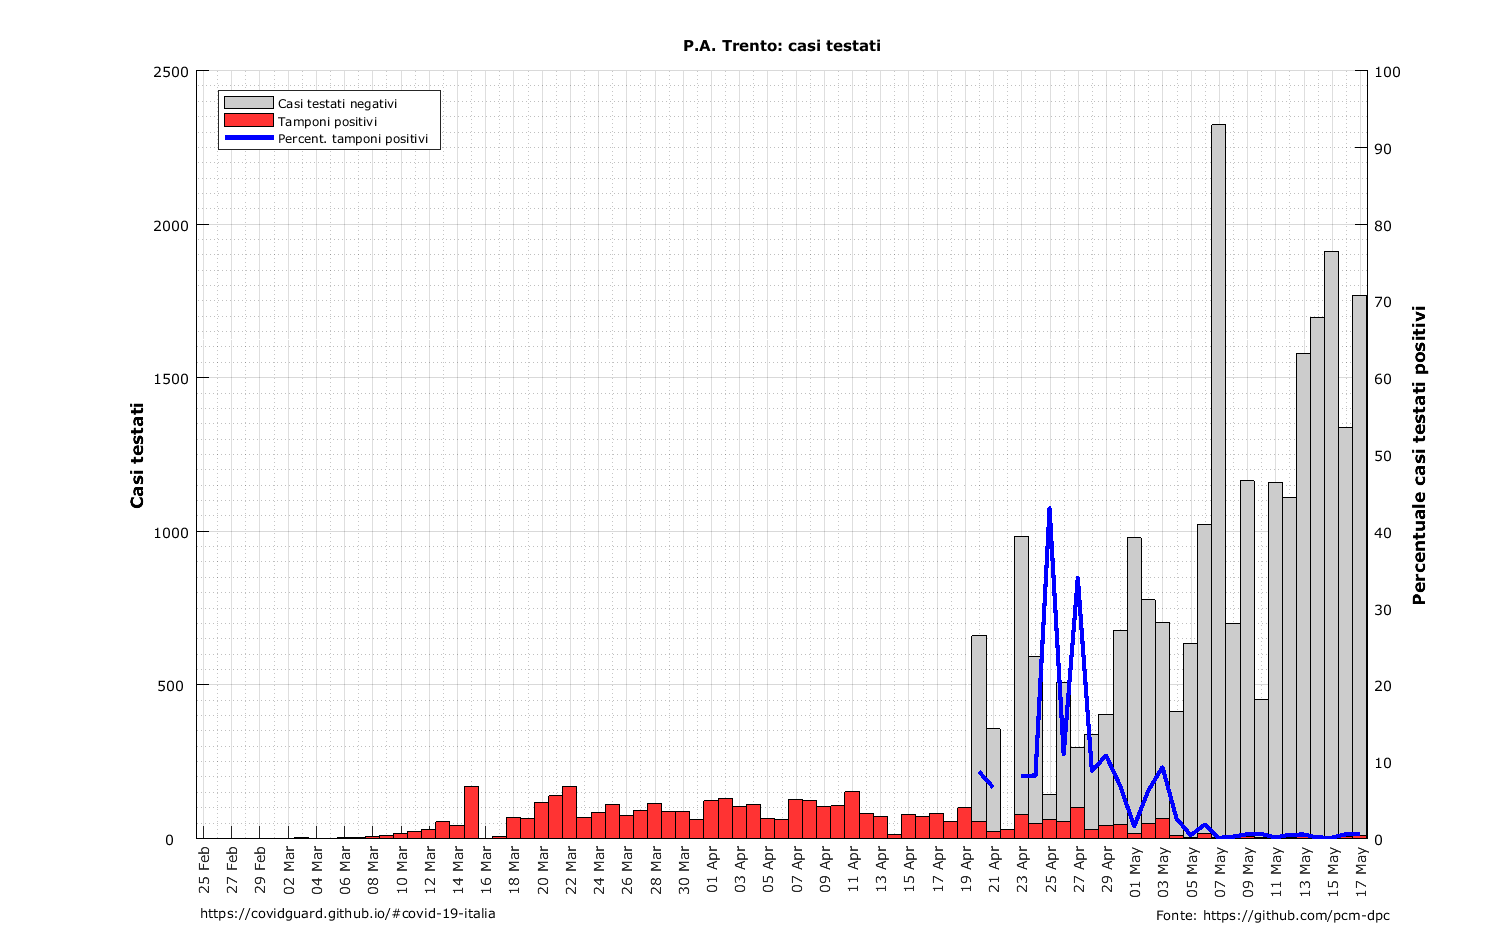 P.A. Trento: casi testati
Casi testati negativi
Tamponi positivi
Percent. tamponi positivi
Casi testati
2500
2000
1500
1000
500
0
Percentuale casi testati positivi
100
90
80
70
60
50
40
30
20
10
0
25 Feb
27 Feb
29 Feb
02 Mar
04 Mar
06 Mar
08 Mar
10 Mar
12 Mar
14 Mar
16 Mar
18 Mar
20 Mar
22 Mar
24 Mar
26 Mar
28 Mar
30 Mar
01 Apr
03 Apr
05 Apr
07 Apr
09 Apr
11 Apr
13 Apr
15 Apr
17 Apr
19 Apr
21 Apr
23 Apr
25 Apr
27 Apr
29 Apr
01 May
03 May
05 May
07 May
09 May
11 May
13 May
15 May
17 May
https://covidguard.github.io/#covid-19-italia
Fonte: https://github.com/pcm-dpc